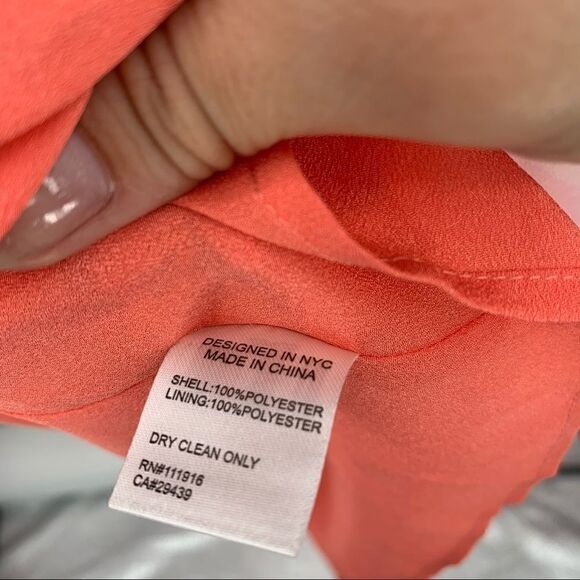 DESIGNED IN NYC
MADE IN CHINA
SHELL:100%POLYESTER
LINING:100%POLYESTER
DRY CLEAN ONLY
RN#111916
CA#29439